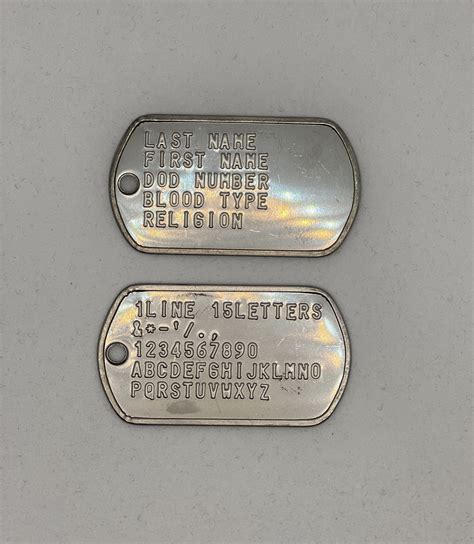 LAST NAME
FIRST NAME
DOD NUMBER
BLOOD TYPE
RELIGION
1LINE 15LETTERS
&*-'/.,
1234567890
ABCDEFGHIJKLMNO
PQRSTUVWXYZ